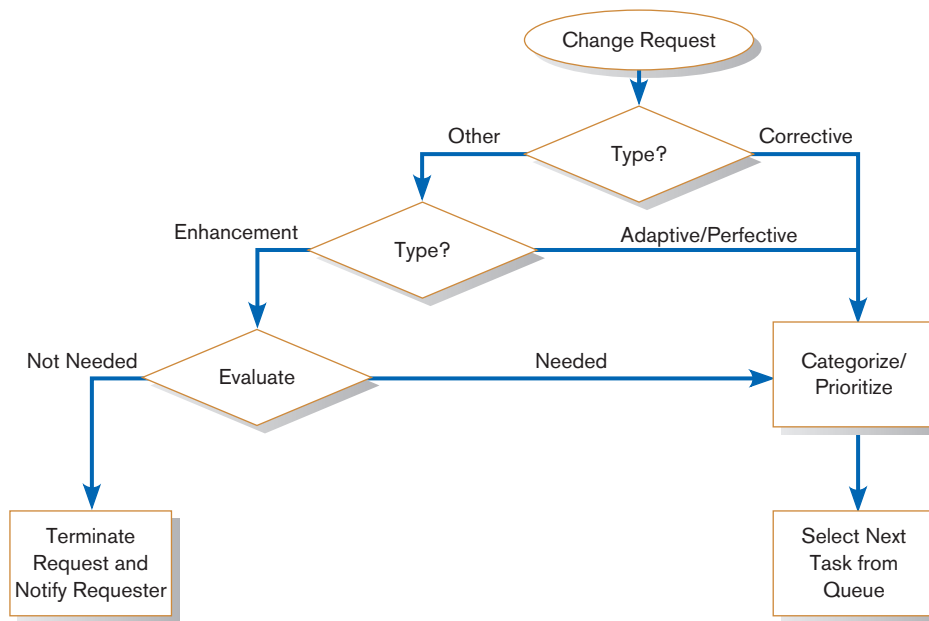 Change Request
Other
Corrective
Type?
Enhancement
Type?
Adaptive/Perfective
Not Needed
Evaluate
Needed
Categorize/
Prioritize
Terminate
Request and
Notify Requester
Select Next
Task from
Queue